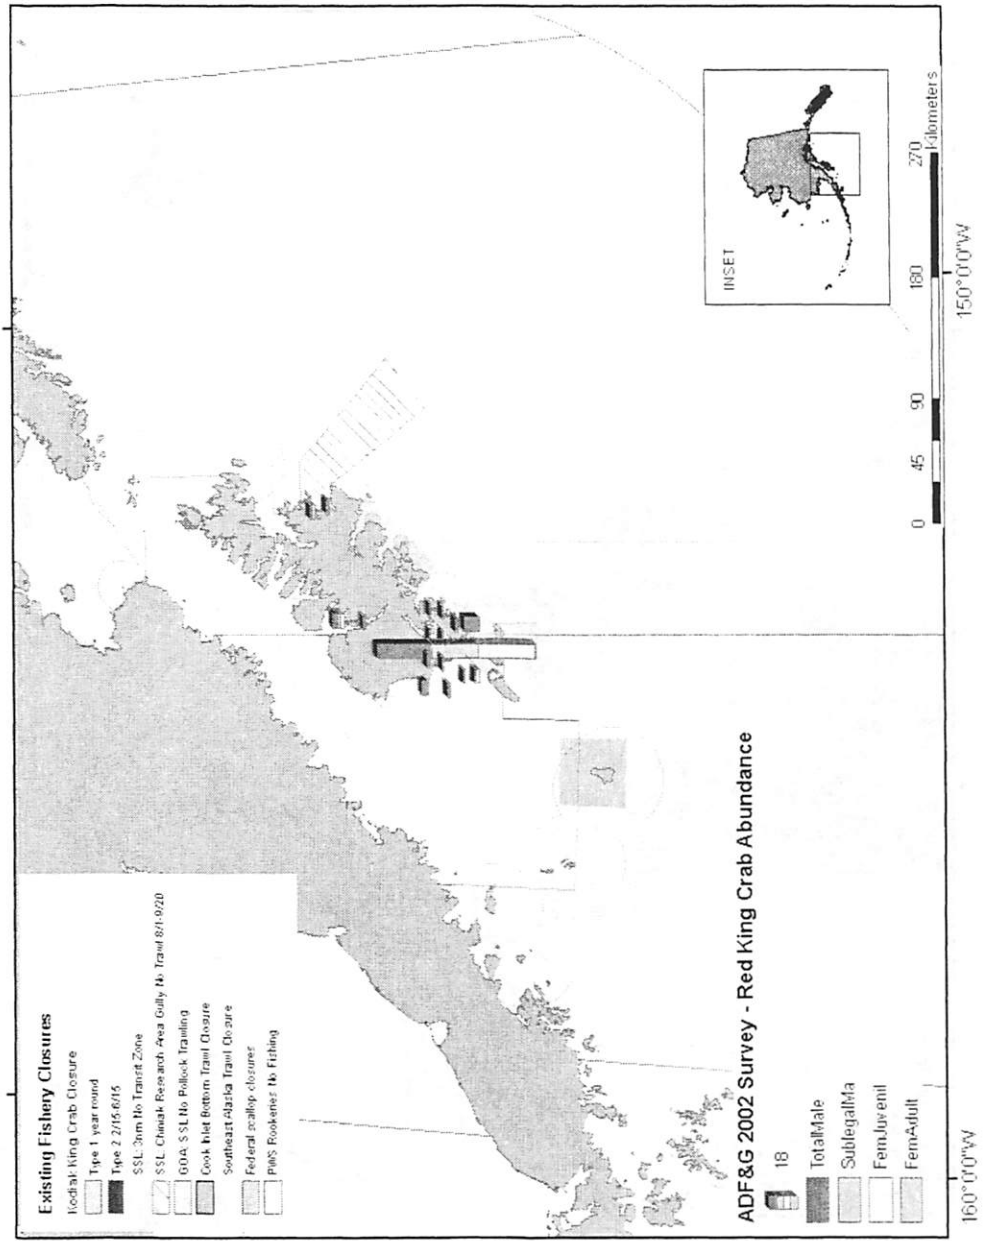 Existing Fishery Closures
Kodiak King Crab Closure
Type 1 year round
Type 2 2/15-6/15
SSL 3nm No Transit Zone
SSL Chiniak Research Area Gully No Trawl 8/1-9/20
GOA SSL No Pollock Trawling
Cook Inlet Bottom Trawl Closure
Southeast Alaska Trawl Closure
Federal scallop closures
PWS Rookeries No Fishing
INSET
0 45 90 180 270
Kilometers
ADF&G 2002 Survey - Red King Crab Abundance
18
TotalMale
SublegalMa
FemJuvenil
FemAdult
160°0'0"W
150°0'0"W